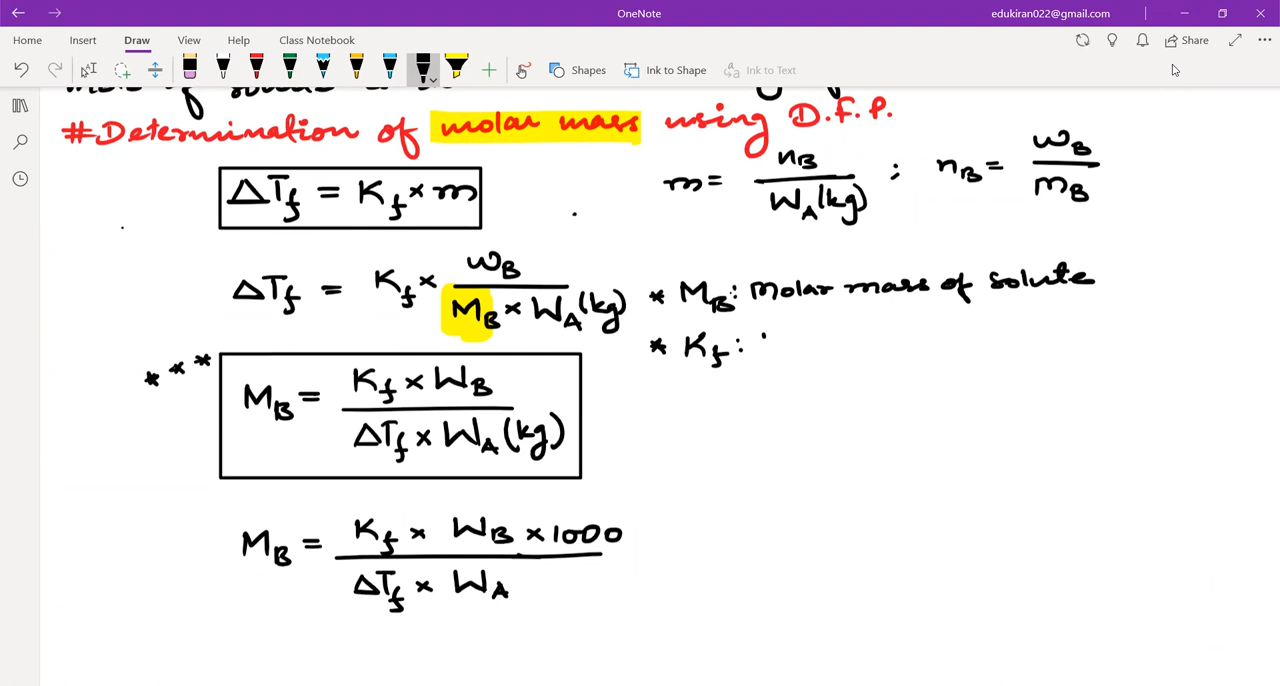 OneNote
edukiran022@gmail.com
Home Insert Draw View Help Class Notebook
Share
Shapes Ink to Shape Ink to Text
mole of
#Determination of molar mass using D.F.P.
ΔTf = Kf × m
m = nB / WA(kg) ; nB = wB / mB
ΔTf = Kf × wB / MB × WA(kg)
* MB: Molar mass of solute
* Kf :
* * *
MB = Kf × WB / ΔTf × WA(kg)
MB = Kf × WB × 1000 / ΔTf × WA